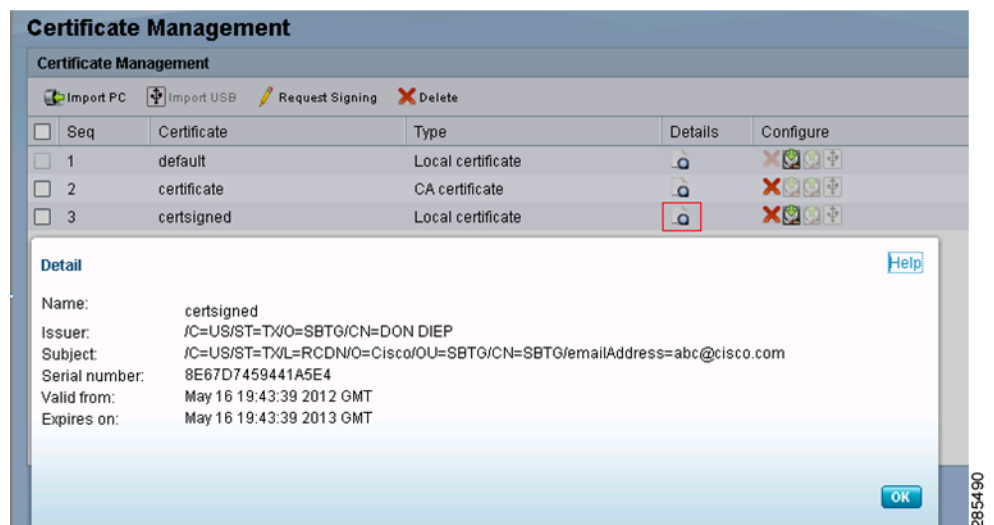 Certificate Management
Certificate Management
Import PC Import USB Request Signing Delete
Seq Certificate Type Details Configure
1 default Local certificate
2 certificate CA certificate
3 certsigned Local certificate
Detail Help
Name: certsigned
Issuer: /C=US/ST=TX/O=SBTG/CN=DON DIEP
Subject: /C=US/ST=TX/L=RCDN/O=Cisco/OU=SBTG/CN=SBTG/emailAddress=abc@cisco.com
Serial number: 8E67D7459441A5E4
Valid from: May 16 19:43:39 2012 GMT
Expires on: May 16 19:43:39 2013 GMT
OK
285490